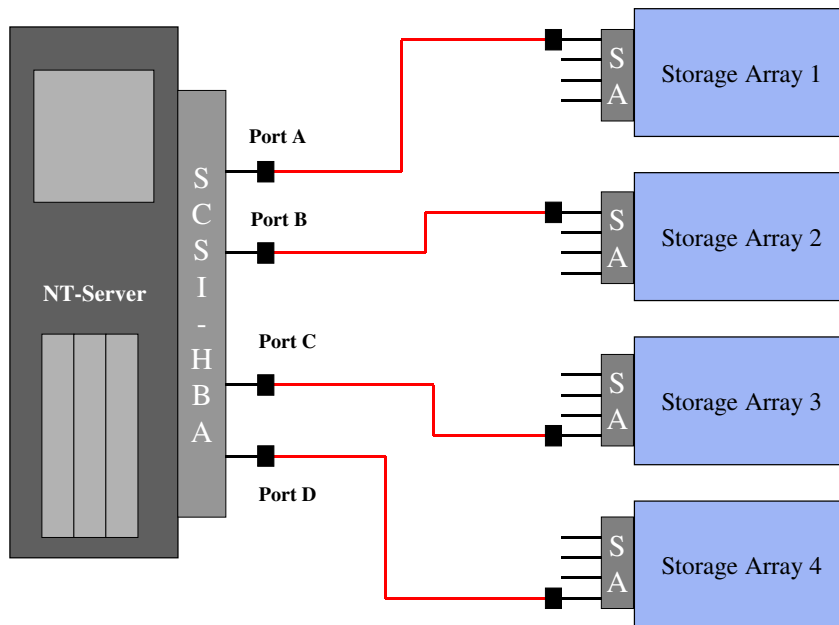 NT-Server
SCSI-HBA
Port A
Port B
Port C
Port D
SA
Storage Array 1
SA
Storage Array 2
SA
Storage Array 3
SA
Storage Array 4